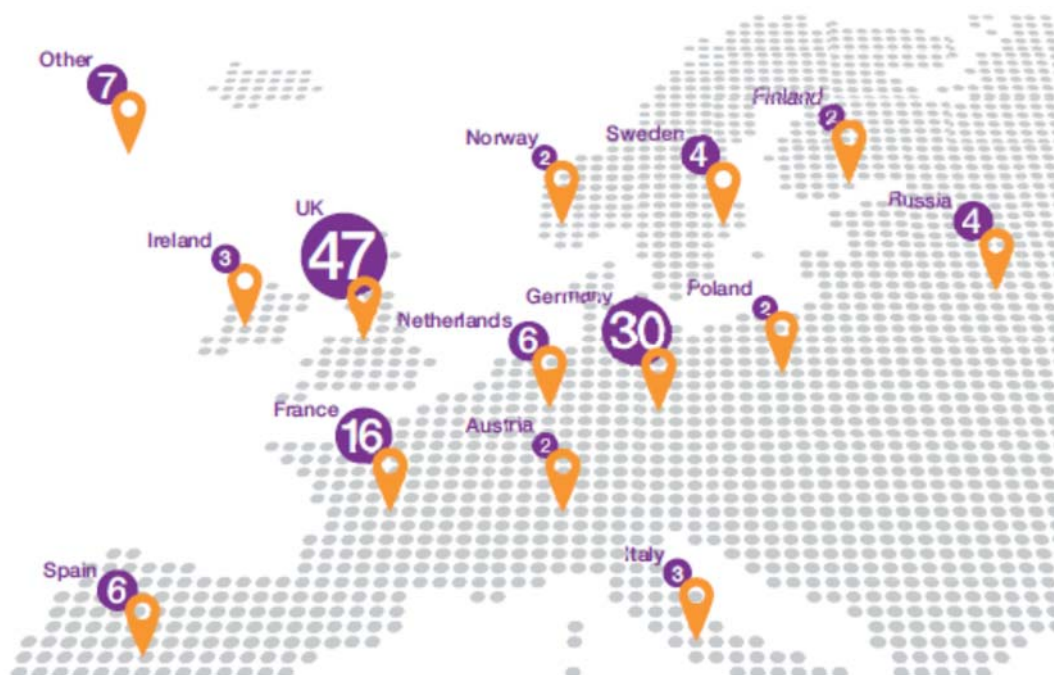 Other
7
Norway
2
Sweden
4
Finland
2
Russia
4
UK
47
Ireland
3
Netherlands
6
Germany
30
Poland
2
France
16
Austria
2
Spain
6
Italy
3